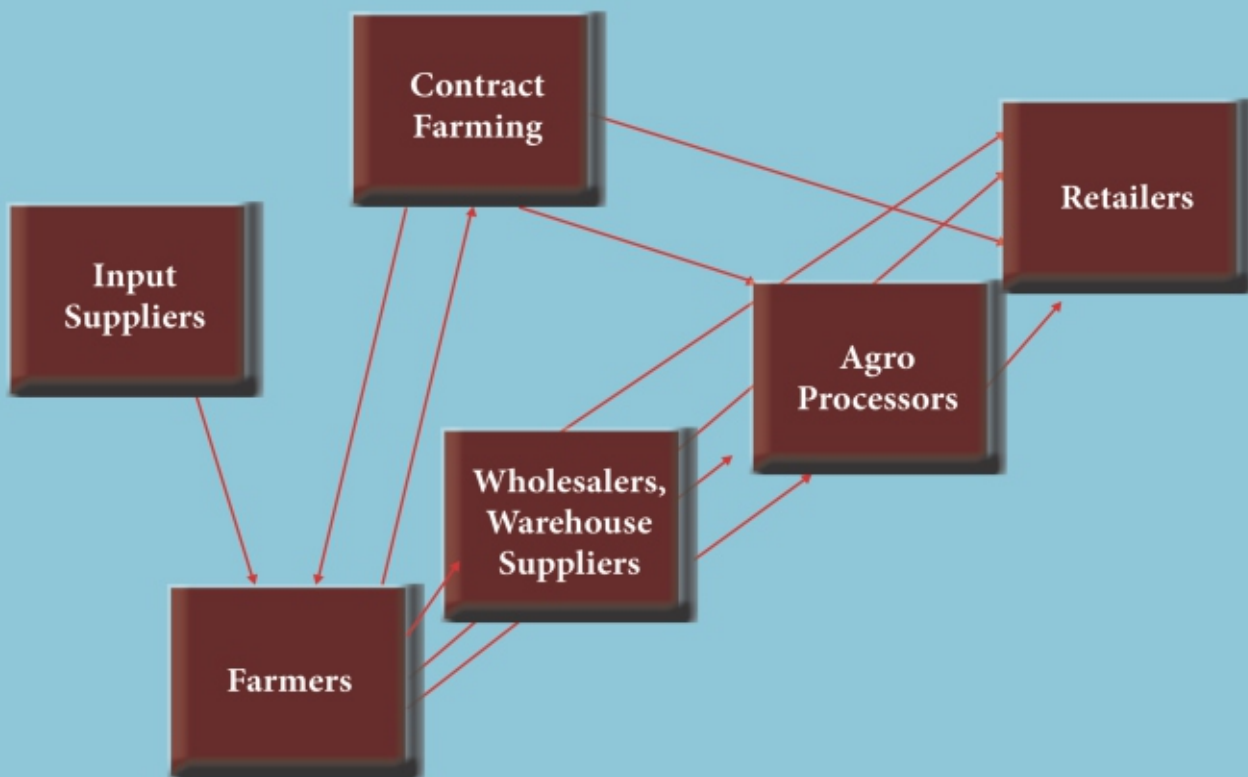 Contract
Farming
Retailers
Input
Suppliers
Agro
Processors
Wholesalers,
Warehouse
Suppliers
Farmers